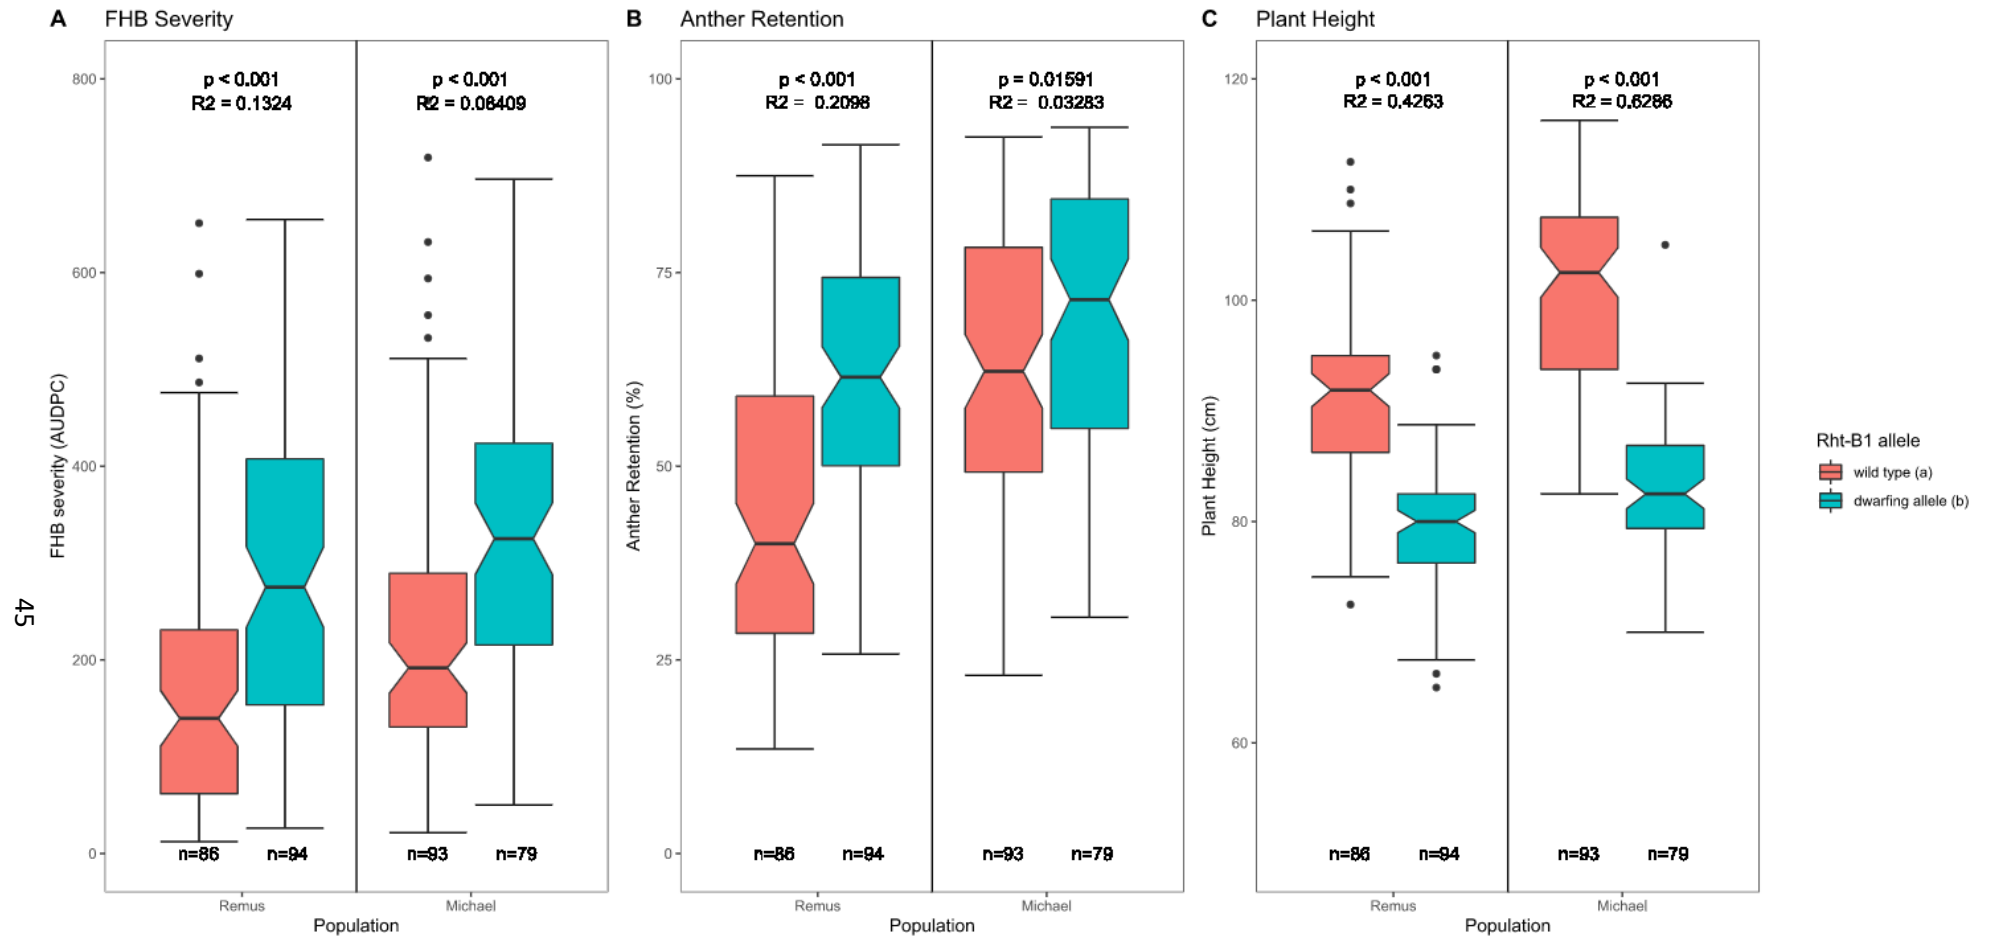 A FHB Severity
p < 0.001
R2 = 0.1324
p < 0.001
R2 = 0.06409
FHB severity (AUDPC)
800
600
400
200
0
n=86
n=94
n=93
n=79
Remus
Michael
Population
B Anther Retention
p < 0.001
R2 = 0.2098
p = 0.01591
R2 = 0.03283
Anther Retention (%)
100
75
50
25
0
n=86
n=94
n=93
n=79
Remus
Michael
Population
C Plant Height
p < 0.001
R2 = 0.4263
p < 0.001
R2 = 0.6286
Plant Height (cm)
120
100
80
60
n=86
n=94
n=93
n=79
Remus
Michael
Population
Rht-B1 allele
wild type (a)
dwarfing allele (b)
45